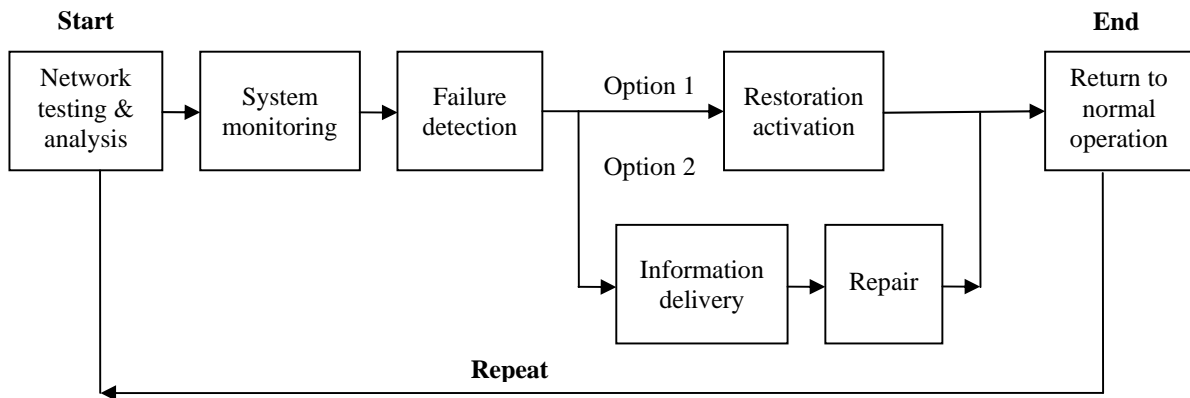 Start
End
Network
testing &
analysis
System
monitoring
Failure
detection
Option 1
Option 2
Restoration
activation
Return to
normal
operation
Information
delivery
Repair
Repeat